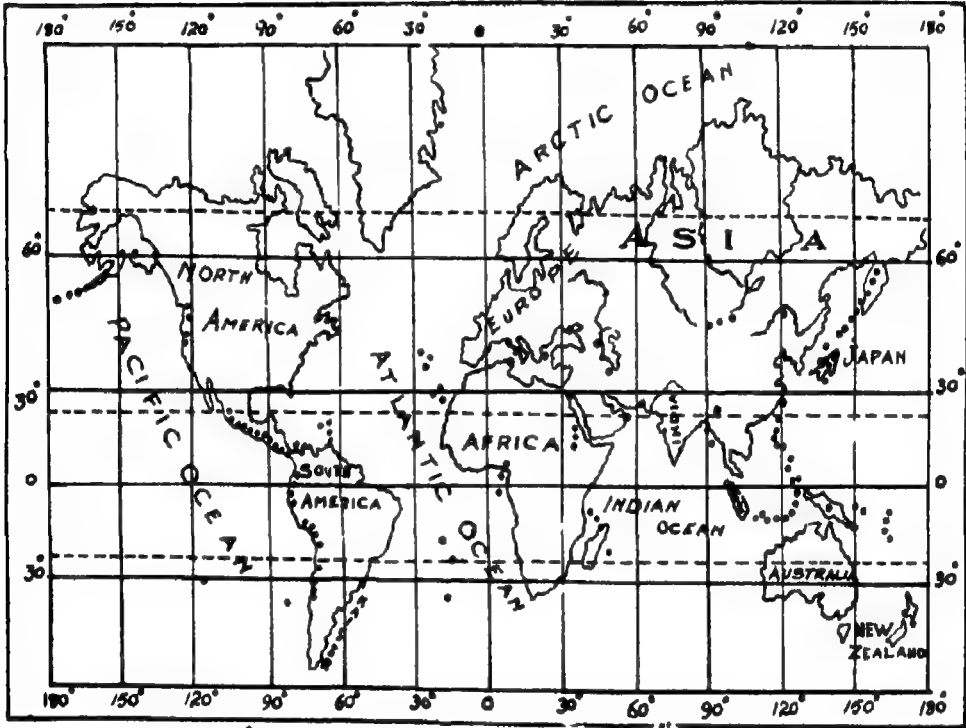 180° 150° 120° 90° 60° 30° 0 30° 60° 90° 120° 150° 180°
ARCTIC OCEAN
ASIA
60° 60°
NORTH
AMERICA
EUROPE
PACIFIC OCEAN
ATLANTIC OCEAN
JAPAN
30° 30°
INDIA
AFRICA
SOUTH
AMERICA
0 0
INDIAN
OCEAN
30° 30°
AUSTRALIA
NEW
ZEALAND
180° 150° 120° 90° 60° 30° 0 30° 60° 90° 120° 150° 180°